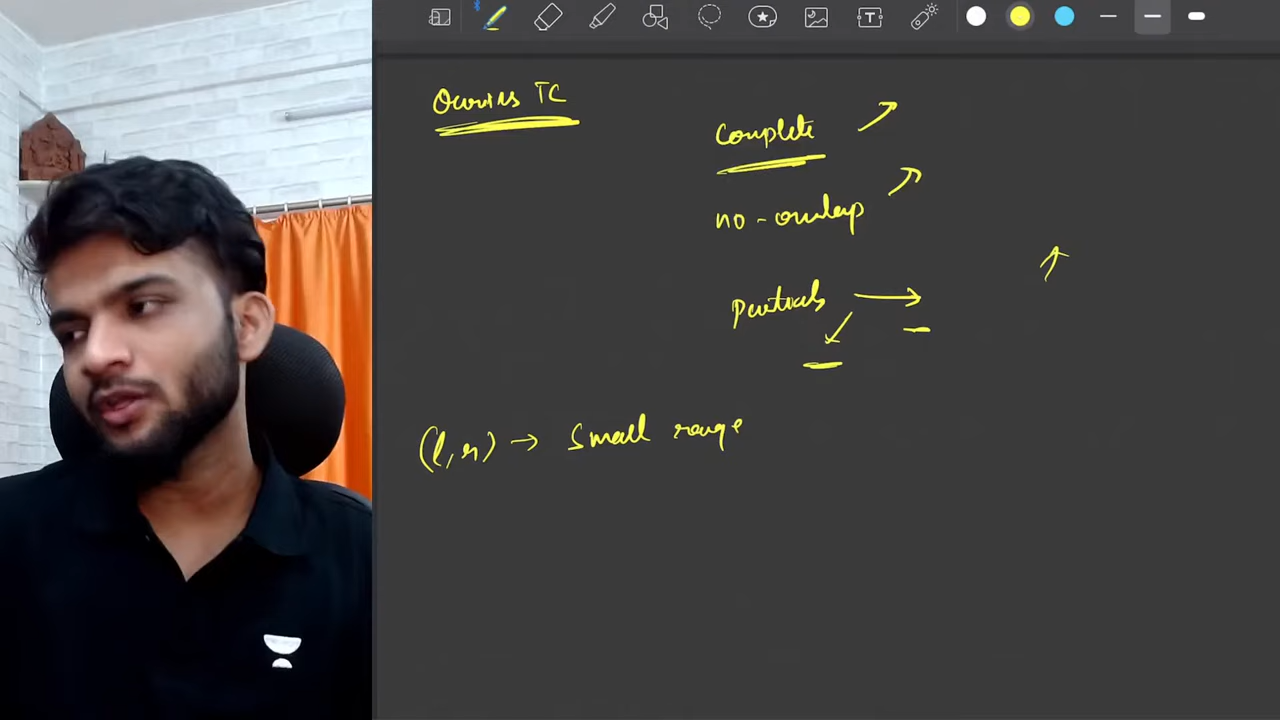 Queries TC
Complete
no-overlap
Partials
(l,r) → Small range